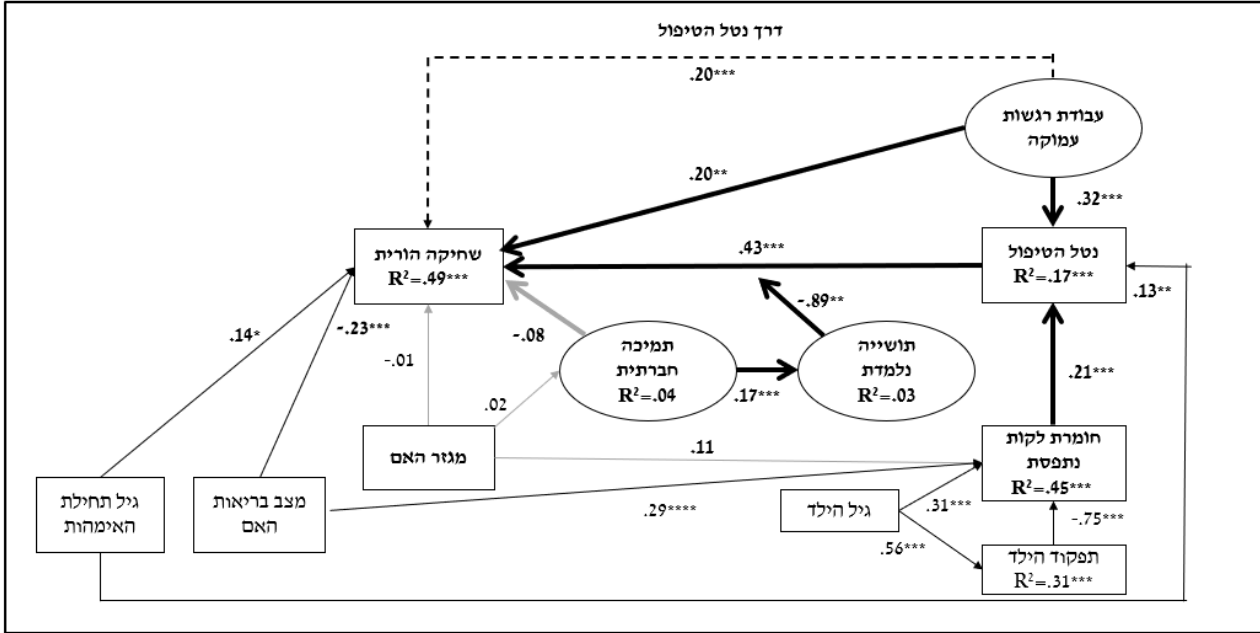 דרך נטל הטיפול
.20***
עבודת רגשות
עמוקה
.20**
.32***
שחיקה הורית
R²=.49***
.43***
נטל הטיפול
R²=.17***
.13**
-.89**
.14*
-.23***
-.01
-.08
תמיכה
חברתית
R²=.04
.17***
תושייה
נלמדת
R²=.03
.21***
.02
מגזר האם
.11
חומרת לקות
נתפסת
R²=.45***
גיל תחילת
האימהות
מצב בריאות
האם
.29****
גיל הילד
.31***
-.75***
.56***
תפקוד הילד
R²=.31***